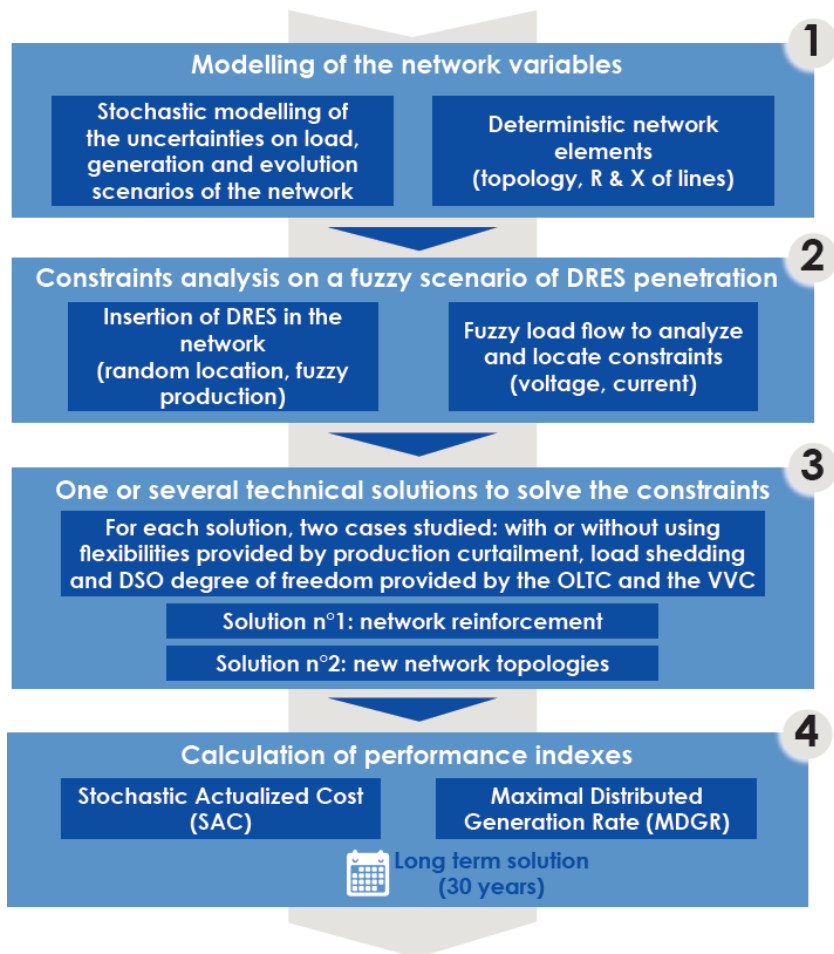 1
Modelling of the network variables
Stochastic modelling of
the uncertainties on load,
generation and evolution
scenarios of the network
Deterministic network
elements
(topology, R & X of lines)
2
Constraints analysis on a fuzzy scenario of DRES penetration
Insertion of DRES in the
network
(random location, fuzzy
production)
Fuzzy load flow to analyze
and locate constraints
(voltage, current)
3
One or several technical solutions to solve the constraints
For each solution, two cases studied: with or without using
flexibilities provided by production curtailment, load shedding
and DSO degree of freedom provided by the OLTC and the VVC
Solution n°1: network reinforcement
Solution n°2: new network topologies
4
Calculation of performance indexes
Stochastic Actualized Cost
(SAC)
Maximal Distributed
Generation Rate (MDGR)
Long term solution
(30 years)